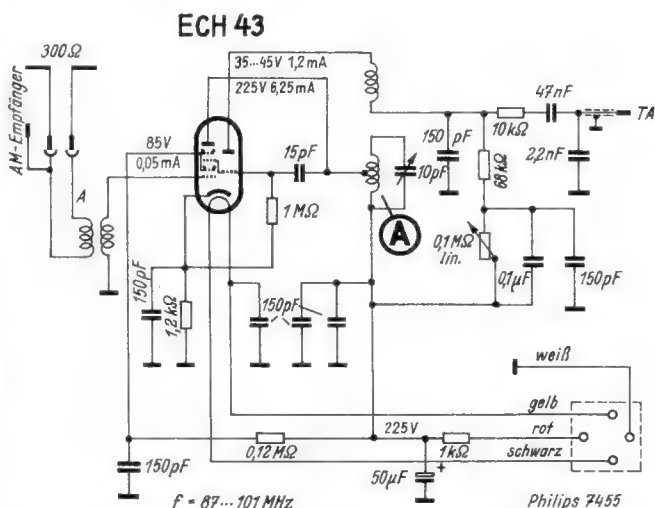 ECH 43
300Ω
AM-Empfänger
A
35...45V 1,2mA
225V 6,25mA
85V
0,05mA
15pF
1MΩ
150pF
1,2kΩ
150pF
10pF
A
150 pF
10kΩ
47nF
TA
2,2nF
68kΩ
0,1MΩ
lin.
0,1µF
150pF
weiß
gelb
rot
schwarz
225V
0,12MΩ
1kΩ
50µF
+
150pF
f = 87...101 MHz
Philips 7455